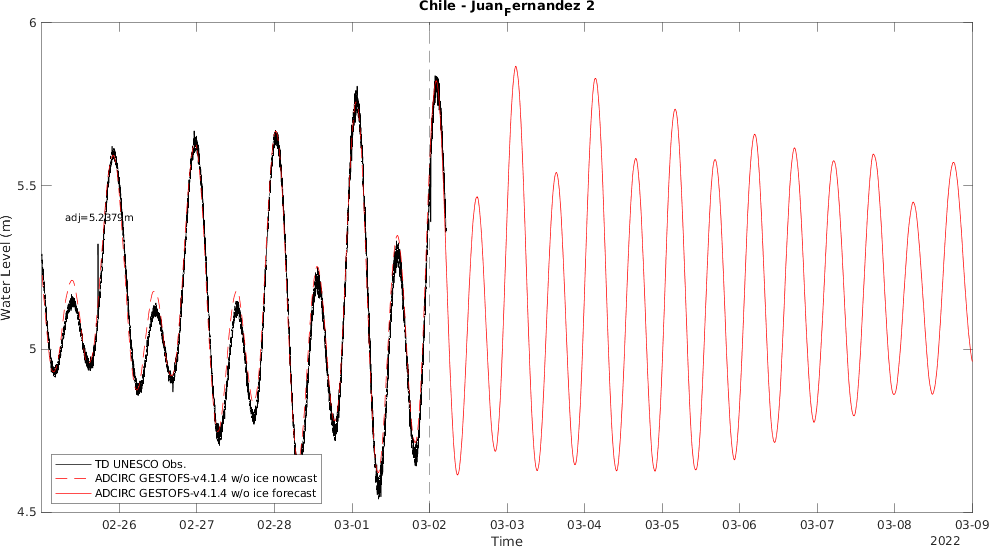 Chile - Juan_Fernandez 2
6
5.5
5
4.5
Water Level (m)
adj=5.2379m
TD UNESCO Obs.
ADCIRC GESTOFS-v4.1.4 w/o ice nowcast
ADCIRC GESTOFS-v4.1.4 w/o ice forecast
02-26 02-27 02-28 03-01 03-02 03-03 03-04 03-05 03-06 03-07 03-08 03-09
Time
2022